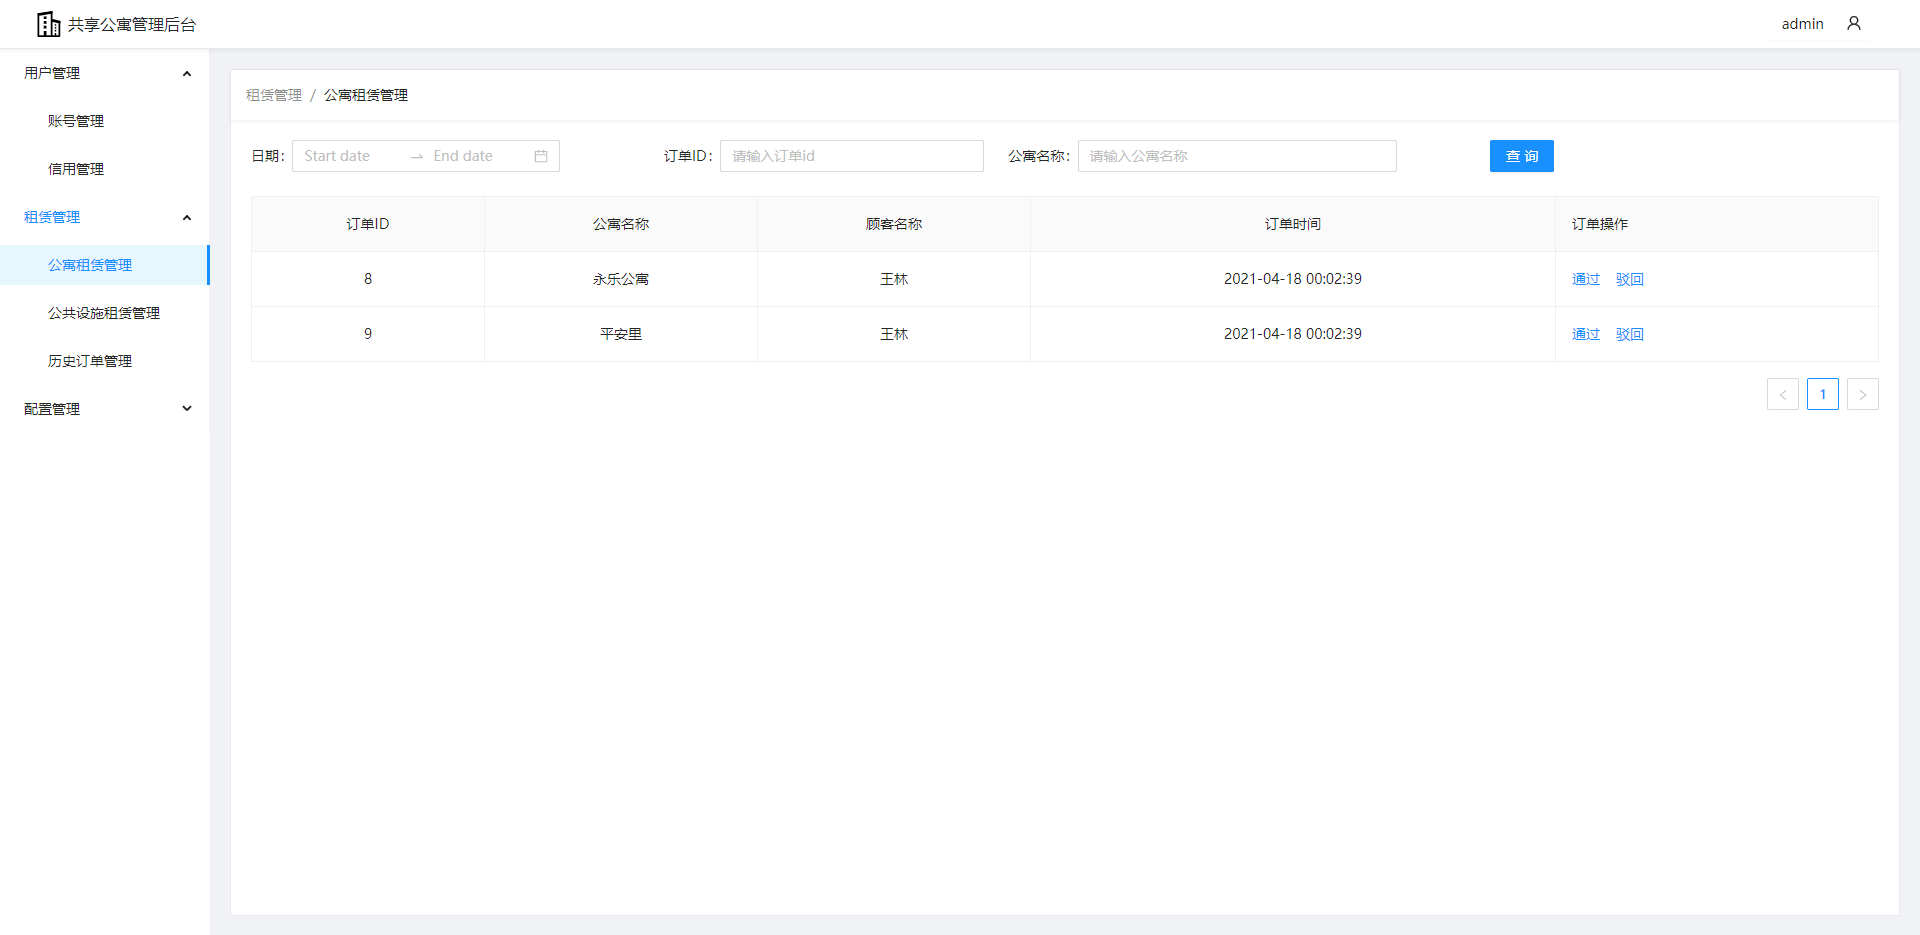 共享公寓管理后台
admin
用户管理
账号管理
信用管理
租赁管理
公寓租赁管理
公共设施租赁管理
历史订单管理
配置管理
租赁管理 / 公寓租赁管理
日期: Start date End date 订单ID: 请输入订单id 公寓名称: 请输入公寓名称 查 询
订单ID 公寓名称 顾客名称 订单时间 订单操作
8 永乐公寓 王林 2021-04-18 00:02:39 通过 驳回
9 平安里 王林 2021-04-18 00:02:39 通过 驳回
< 1 >